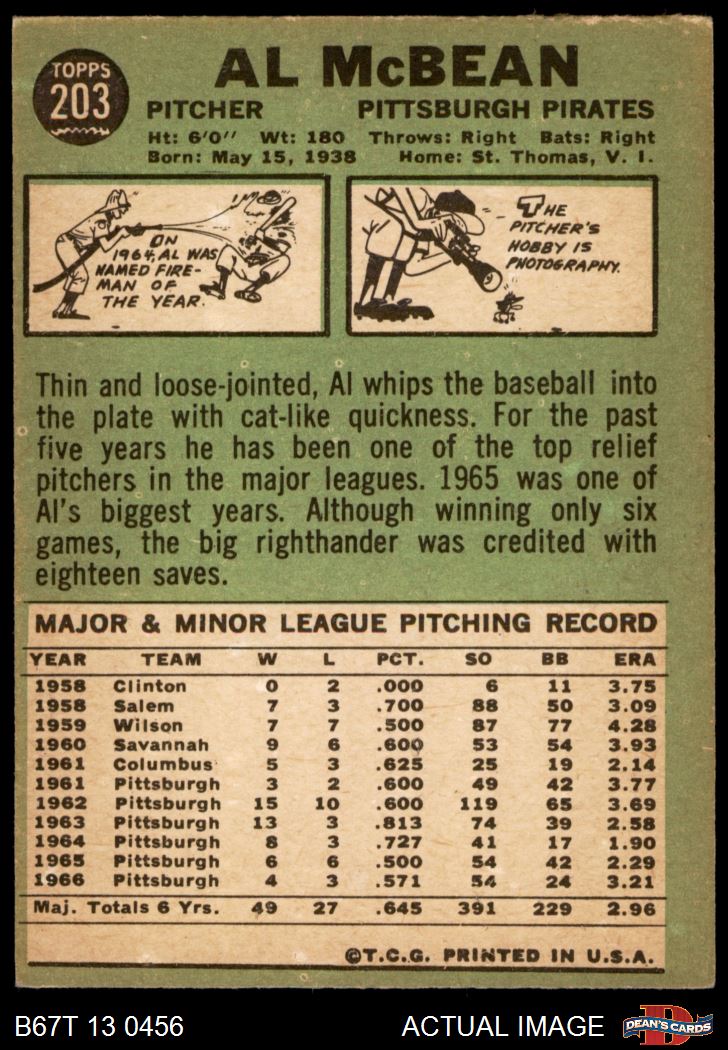 TOPPS
203
AL McBEAN
PITCHER PITTSBURGH PIRATES
Ht: 6'0" Wt: 180 Throws: Right Bats: Right
Born: May 15, 1938 Home: St. Thomas, V. I.
IN
1964, AL WAS
NAMED FIRE-
MAN OF
THE YEAR.
THE
PITCHER'S
HOBBY IS
PHOTOGRAPHY.
Thin and loose-jointed, Al whips the baseball into
the plate with cat-like quickness. For the past
five years he has been one of the top relief
pitchers in the major leagues. 1965 was one of
Al's biggest years. Although winning only six
games, the big righthander was credited with
eighteen saves.
MAJOR & MINOR LEAGUE PITCHING RECORD
YEAR TEAM W L PCT. SO BB ERA
1958 Clinton 0 2 .000 6 11 3.75
1958 Salem 7 3 .700 88 50 3.09
1959 Wilson 7 7 .500 87 77 4.28
1960 Savannah 9 6 .600 53 54 3.93
1961 Columbus 5 3 .625 25 19 2.14
1961 Pittsburgh 3 2 .600 49 42 3.77
1962 Pittsburgh 15 10 .600 119 65 3.69
1963 Pittsburgh 13 3 .813 74 39 2.58
1964 Pittsburgh 8 3 .727 41 17 1.90
1965 Pittsburgh 6 6 .500 54 42 2.29
1966 Pittsburgh 4 3 .571 54 24 3.21
Maj. Totals 6 Yrs. 49 27 .645 391 229 2.96
©T.C.G. PRINTED IN U.S.A.
B67T 13 0456 ACTUAL IMAGE D DEAN'S CARDS